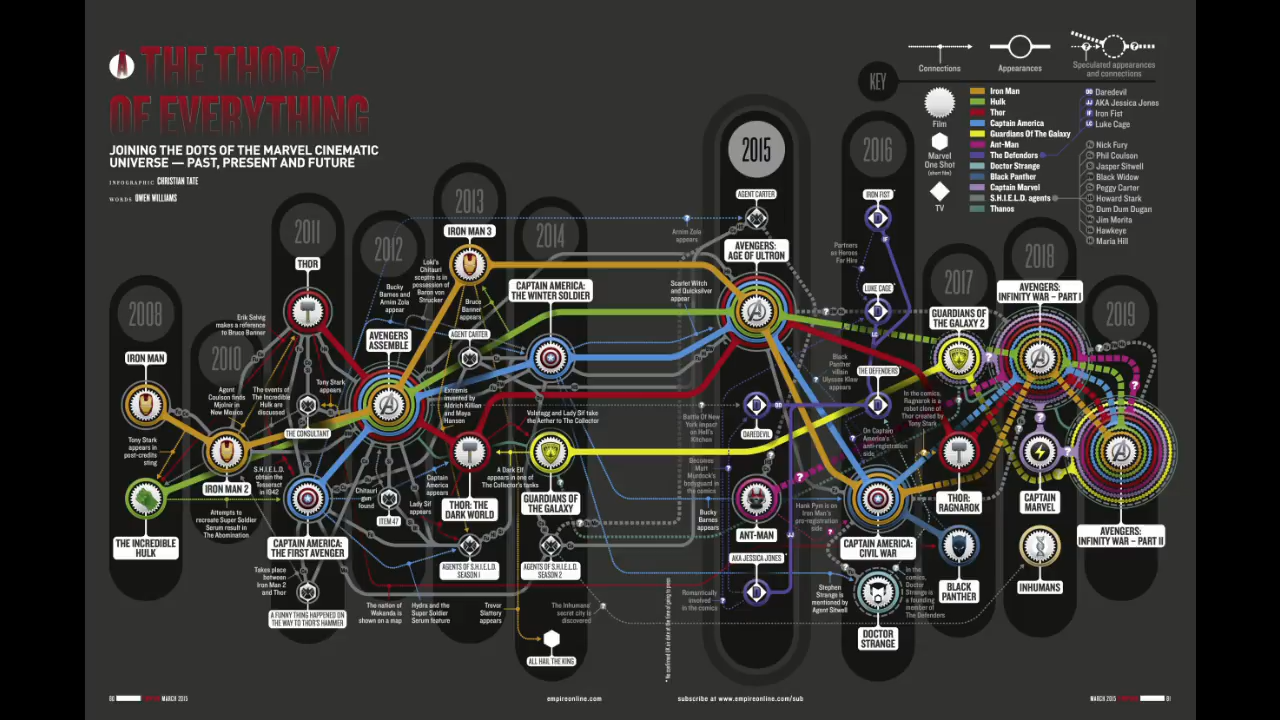 THE THOR-Y
OF EVERYTHING
JOINING THE DOTS OF THE MARVEL CINEMATIC
UNIVERSE — PAST, PRESENT AND FUTURE
INFOGRAPHIC CHRISTIAN TATE
WORDS OWEN WILLIAMS
KEY
Connections
Appearances
Speculated appearances
and connections
Film
Marvel
One Shot
(short film)
TV
Iron Man
Hulk
Thor
Captain America
Guardians Of The Galaxy
Ant-Man
The Defenders
Doctor Strange
Black Panther
Captain Marvel
S.H.I.E.L.D. agents
Thanos
DD Daredevil
JJ AKA Jessica Jones
IF Iron Fist
LC Luke Cage
Nick Fury
Phil Coulson
Jasper Sitwell
Black Widow
Peggy Carter
Howard Stark
Dum Dum Dugan
Jim Morita
Hawkeye
Maria Hill
2008
IRON MAN
Tony Stark
appears in
post-credits
sting
THE INCREDIBLE
HULK
2010
Agent
Coulson finds
Mjolnir in
New Mexico
IRON MAN 2
Attempts to
recreate Super Soldier
Serum result in
The Abomination
2011
THOR
Erik Selvig
makes a reference
to Bruce Banner
The events of
The Incredible
Hulk are
discussed
Tony Stark
appears
THE CONSULTANT
S.H.I.E.L.D.
obtain the
Tesseract
in 1942
CAPTAIN AMERICA:
THE FIRST AVENGER
Takes place
between
Iron Man 2
and Thor
A FUNNY THING HAPPENED ON
THE WAY TO THOR'S HAMMER
2012
Bucky
Barnes and
Arnim Zola
appear
AVENGERS
ASSEMBLE
Chitauri
gun
found
ITEM 47
The nation of
Wakanda is
shown on a map
2013
IRON MAN 3
Loki's
Chitauri
sceptre is in
possession of
Baron von
Strucker
Bruce
Banner
appears
AGENT CARTER
Extremis
invented by
Aldrich Killian
and Maya
Hansen
Captain
America
appears
Lady Sif
appears
THOR: THE
DARK WORLD
AGENTS OF S.H.I.E.L.D.
SEASON 1
Hydra and the
Super Soldier
Serum feature
Trevor
Slattery
appears
2014
CAPTAIN AMERICA:
THE WINTER SOLDIER
Volstagg and Lady Sif take
the Aether to The Collector
A Dark Elf
appears in one of
The Collector's tanks
GUARDIANS OF
THE GALAXY
AGENTS OF S.H.I.E.L.D.
SEASON 2
The Inhumans'
secret city is
discovered
ALL HAIL THE KING
2015
AGENT CARTER
Arnim Zola
appears
AVENGERS:
AGE OF ULTRON
Scarlet Witch
and Quicksilver
appear
Battle Of New
York impact
on Hell's
Kitchen
DAREDEVIL
Becomes
Matt
Murdock's
bodyguard in
the comics
Bucky
Barnes
appears
ANT-MAN
AKA JESSICA JONES*
Romantically
involved
in the comics
2016
IRON FIST*
Partners
as Heroes
For Hire
LUKE CAGE*
Black
Panther
villain
Ulysses Klaw
appears
THE DEFENDERS*
On Captain
America's
anti-registration
side
Hank Pym is on
Iron Man's
pro-registration
side
CAPTAIN AMERICA:
CIVIL WAR
Stephen
Strange is
mentioned by
Agent Sitwell
In the
comics,
Doctor
Strange is
a founding
member of
The Defenders
DOCTOR
STRANGE
2017
GUARDIANS OF
THE GALAXY 2
In the comics,
Ragnarok is a
robot clone of
Thor created by
Tony Stark
THOR:
RAGNAROK
BLACK
PANTHER
2018
AVENGERS:
INFINITY WAR – PART I
CAPTAIN
MARVEL
INHUMANS
2019
AVENGERS:
INFINITY WAR – PART II
MARCH 2015
empireonline.com
subscribe at www.empireonline.com/sub
MARCH 2015